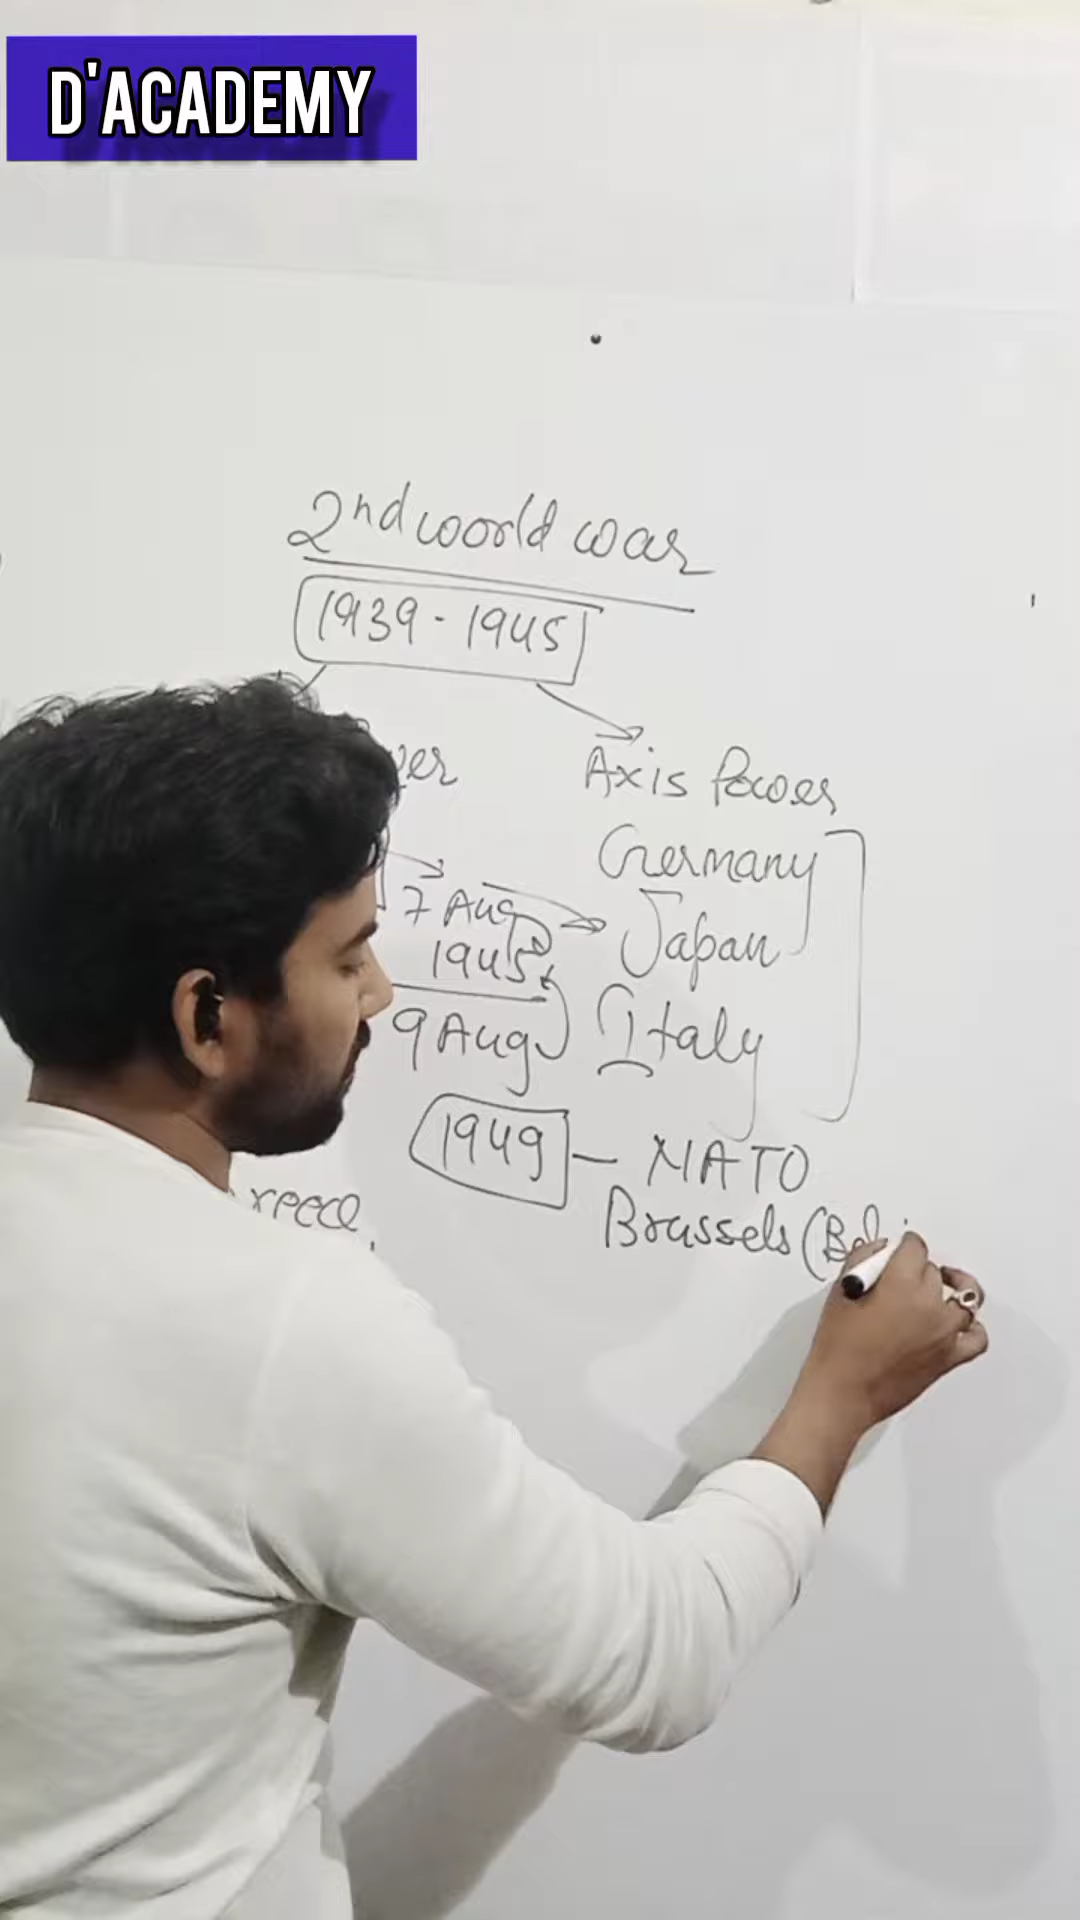 D'ACADEMY
2nd world war
1939 - 1945
Axis Power
Germany
7 Aug
Japan
1945
Italy
9 Aug
1949 - NATO
Brussels (Bel